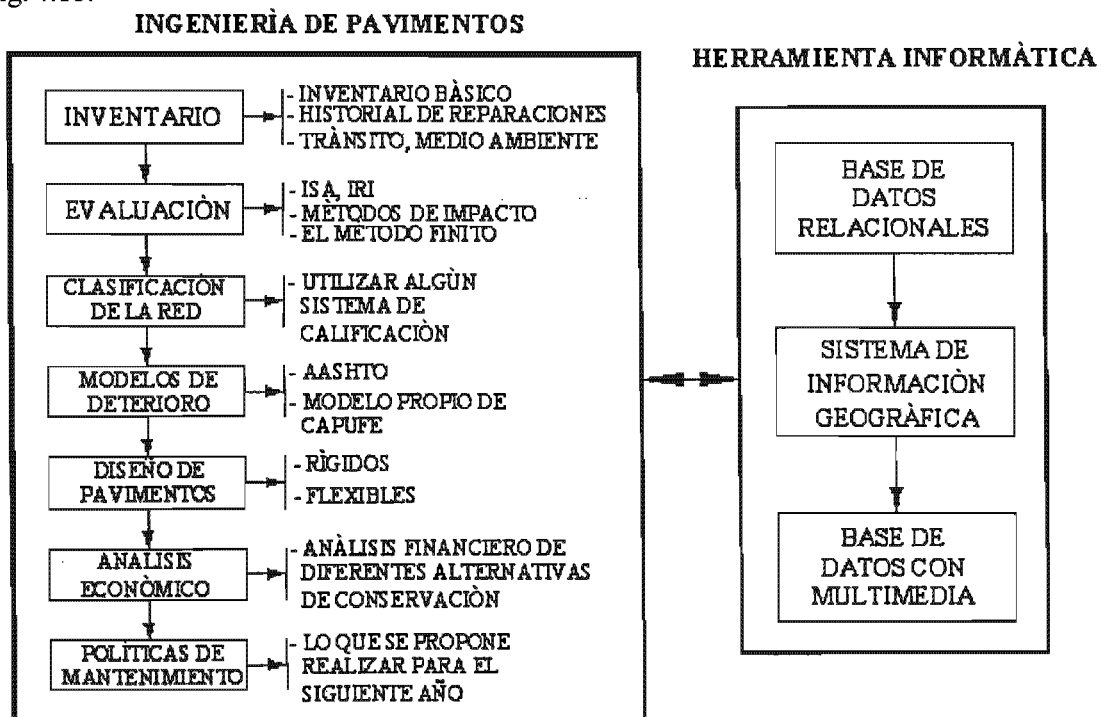 INGENIERÌA DE PAVIMENTOS
INVENTARIO
- INVENTARIO BÀSICO
- HISTORIAL DE REPARACIONES
- TRÀNSITO, MEDIO AMBIENTE
EVALUACIÒN
- ISA, IRI
- MÈTODOS DE IMPACTO
- EL MÈTODO FINITO
CLASIFICACIÒN
DE LA RED
- UTILIZAR ALGÙN
SISTEMA DE
CALIFICACIÒN
MODELOS DE
DETERIORO
- AASHTO
- MODELO PROPIO DE
CAPUFE
DISEÑO DE
PAVIMENTOS
- RÌGIDOS
- FLEXIBLES
ANALISIS
ECONÒMICO
- ANÀLISIS FINANCIERO DE
DIFERENTES ALTERNATIVAS
DE CONSERVACIÒN
POLÌTICAS DE
MANTENIMIENTO
- LO QUE SE PROPONE
REALIZAR PARA EL
SIGUIENTE AÑO
HERRAMIENTA INFORMÀTICA
BASE DE
DATOS
RELACIONALES
SISTEMA DE
INFORMACIÒN
GEOGRÀFICA
BASE DE
DATOS CON
MULTIMEDIA